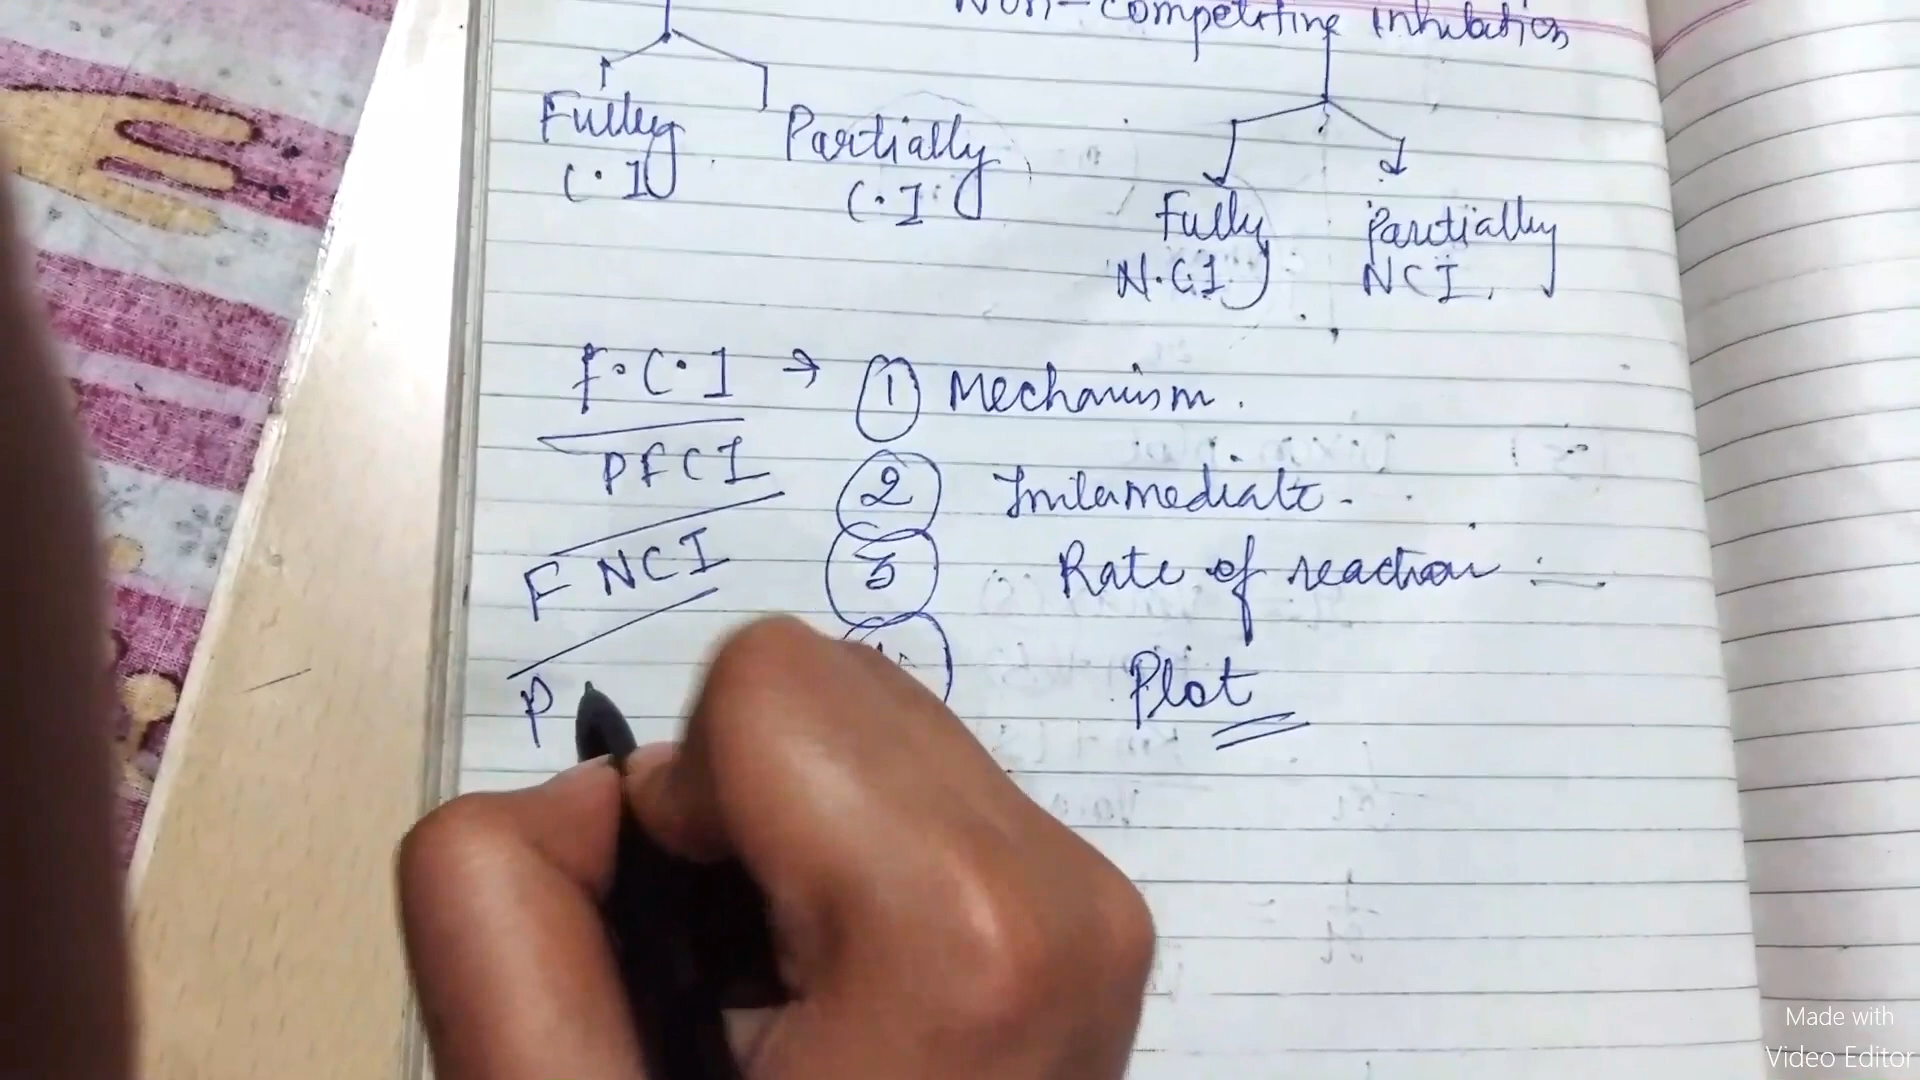 Non-Competitive Inhibition
Fully
C.I
Partially
C.I
Fully
N.C.I
Partially
NCI.
F.C.I → ① Mechanism.
PFCI ② Intermediate.
F NCI ③ Rate of reaction
P Plot
Made with
Video Editor